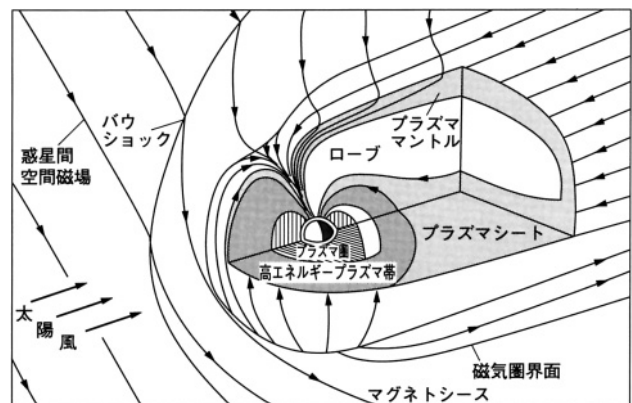 バウ
ショック
惑星間
空間磁場
プラズマ
マントル
ローブ
プラズマシート
プラズマ圏
高エネルギープラズマ帯
太
陽
風
磁気圏界面
マグネトシース